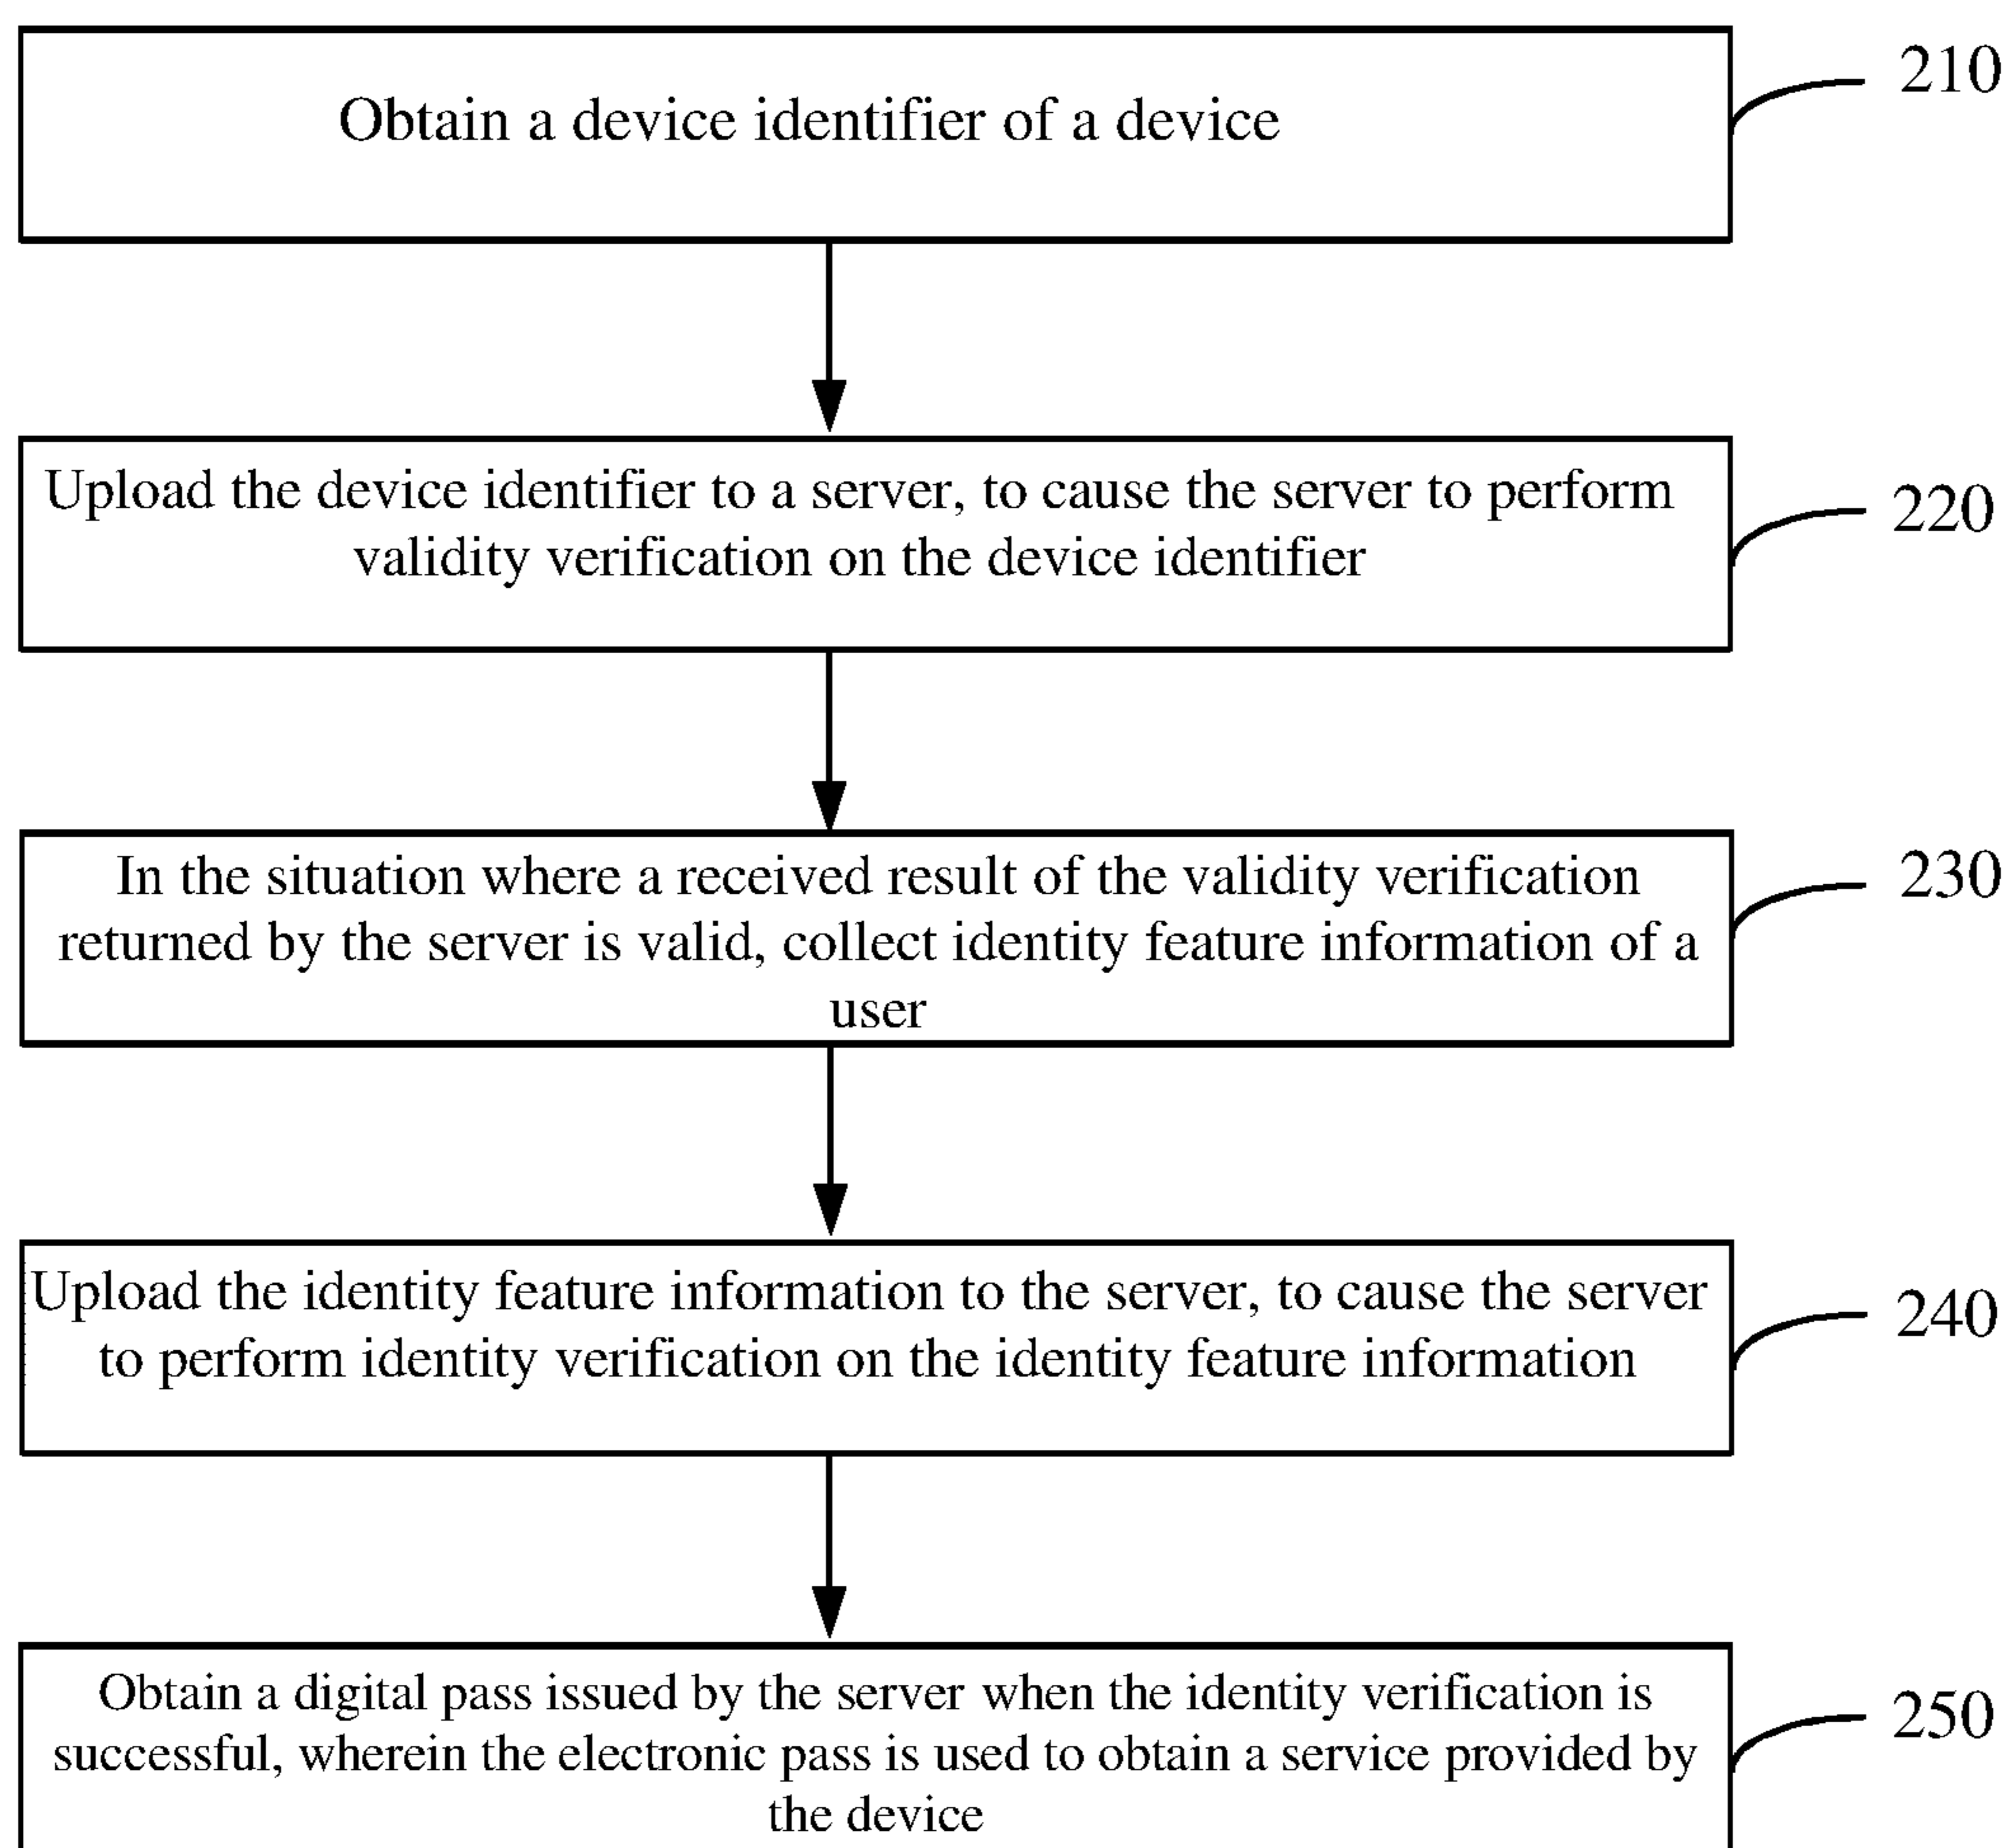 Obtain a device identifier of a device
210
Upload the device identifier to a server, to cause the server to perform
validity verification on the device identifier
220
In the situation where a received result of the validity verification
returned by the server is valid, collect identity feature information of a
user
230
Upload the identity feature information to the server, to cause the server
to perform identity verification on the identity feature information
240
Obtain a digital pass issued by the server when the identity verification is
successful, wherein the electronic pass is used to obtain a service provided by
the device
250